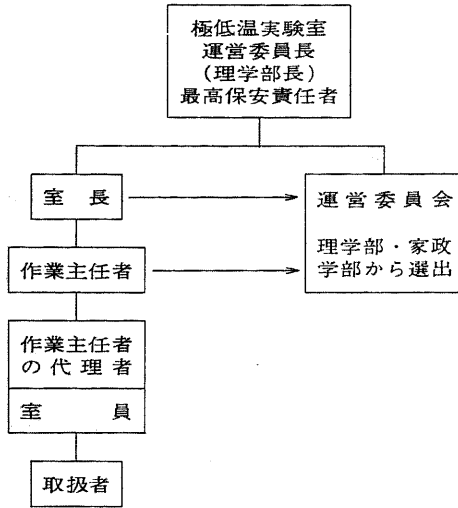 極低温実験室
運営委員長
(理学部長)
最高保安責任者
室長
運営委員会
理学部・家政
学部から選出
作業主任者
作業主任者
の代理者
室員
取扱者